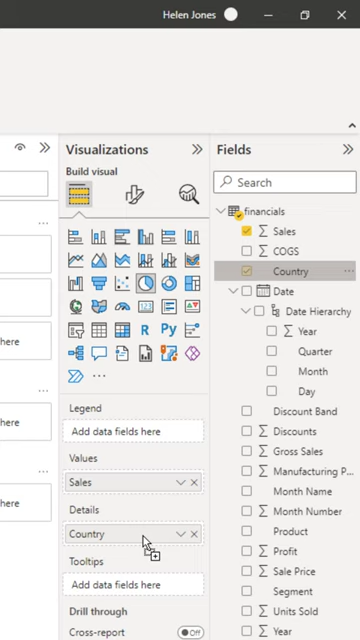 Helen Jones
Visualizations
Build visual
123
R Py
Legend
Add data fields here
Values
Sales
Details
Country
Tooltips
Add data fields here
Drill through
Cross-report
Off
Fields
Search
financials
Sales
COGS
Country
Date
Date Hierarchy
Year
Quarter
Month
Day
Discount Band
Discounts
Gross Sales
Manufacturing P...
Month Name
Month Number
Product
Profit
Sale Price
Segment
Units Sold
Year
here
here
here